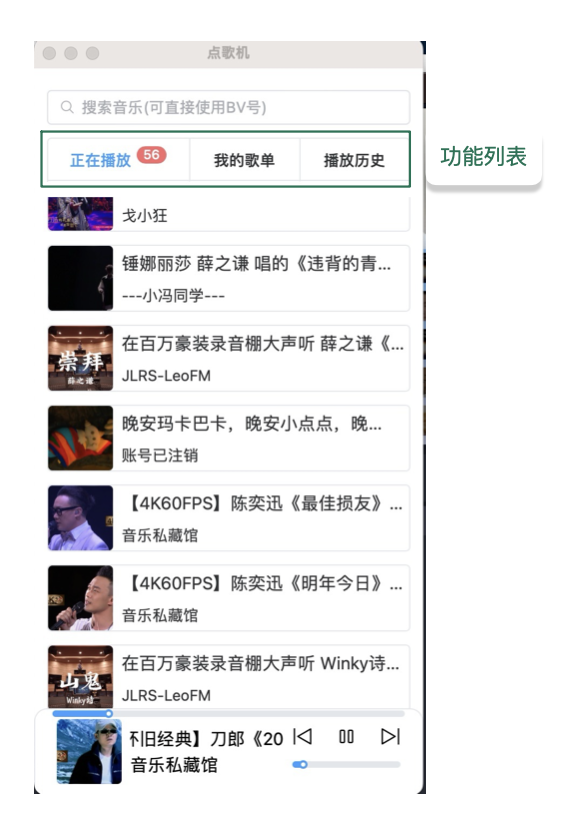 点歌机
搜索音乐(可直接使用BV号)
正在播放 56 我的歌单 播放历史
功能列表
戈小狂
锤娜丽莎 薛之谦 唱的《违背的青...
---小冯同学---
在百万豪装录音棚大声听 薛之谦《...
崇拜
薛之谦
JLRS-LeoFM
晚安玛卡巴卡，晚安小点点，晚...
账号已注销
【4K60FPS】陈奕迅《最佳损友》...
音乐私藏馆
【4K60FPS】陈奕迅《明年今日》...
音乐私藏馆
在百万豪装录音棚大声听 Winky诗...
山鬼
Winky诗
JLRS-LeoFM
旧经典】刀郎《20
音乐私藏馆